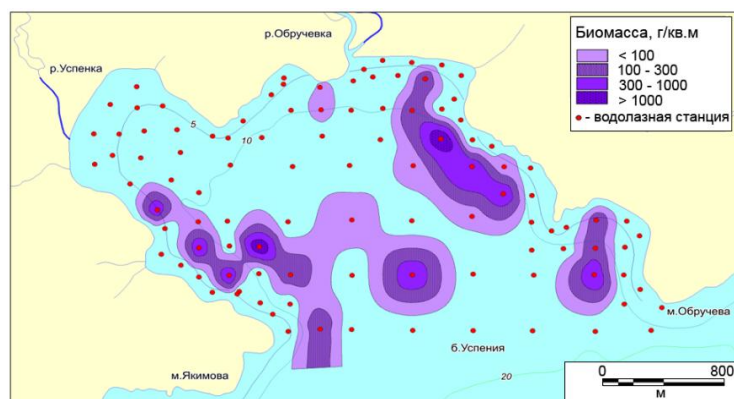 р.Обручевка
р.Успенка
Биомасса, г/кв.м
< 100
100 - 300
300 - 1000
> 1000
- водолазная станция
5
10
м.Обручева
б.Успения
м.Якимова
20
0 800
м